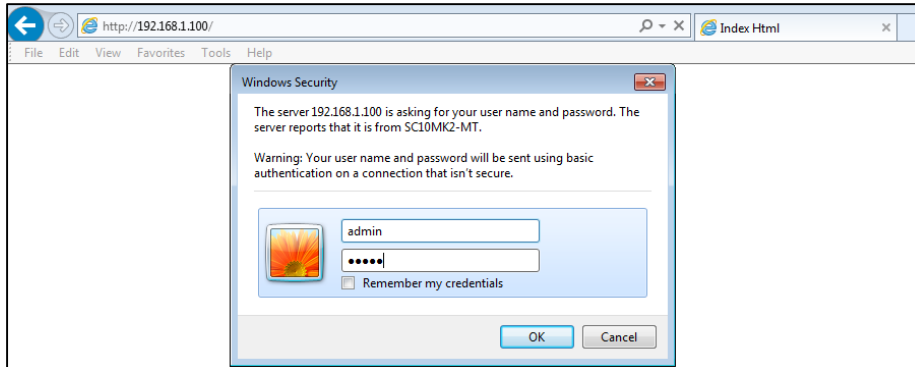 http://192.168.1.100/
Index Html
File Edit View Favorites Tools Help
Windows Security
The server 192.168.1.100 is asking for your user name and password. The
server reports that it is from SC10MK2-MT.
Warning: Your user name and password will be sent using basic
authentication on a connection that isn't secure.
admin
•••••
Remember my credentials
OK Cancel